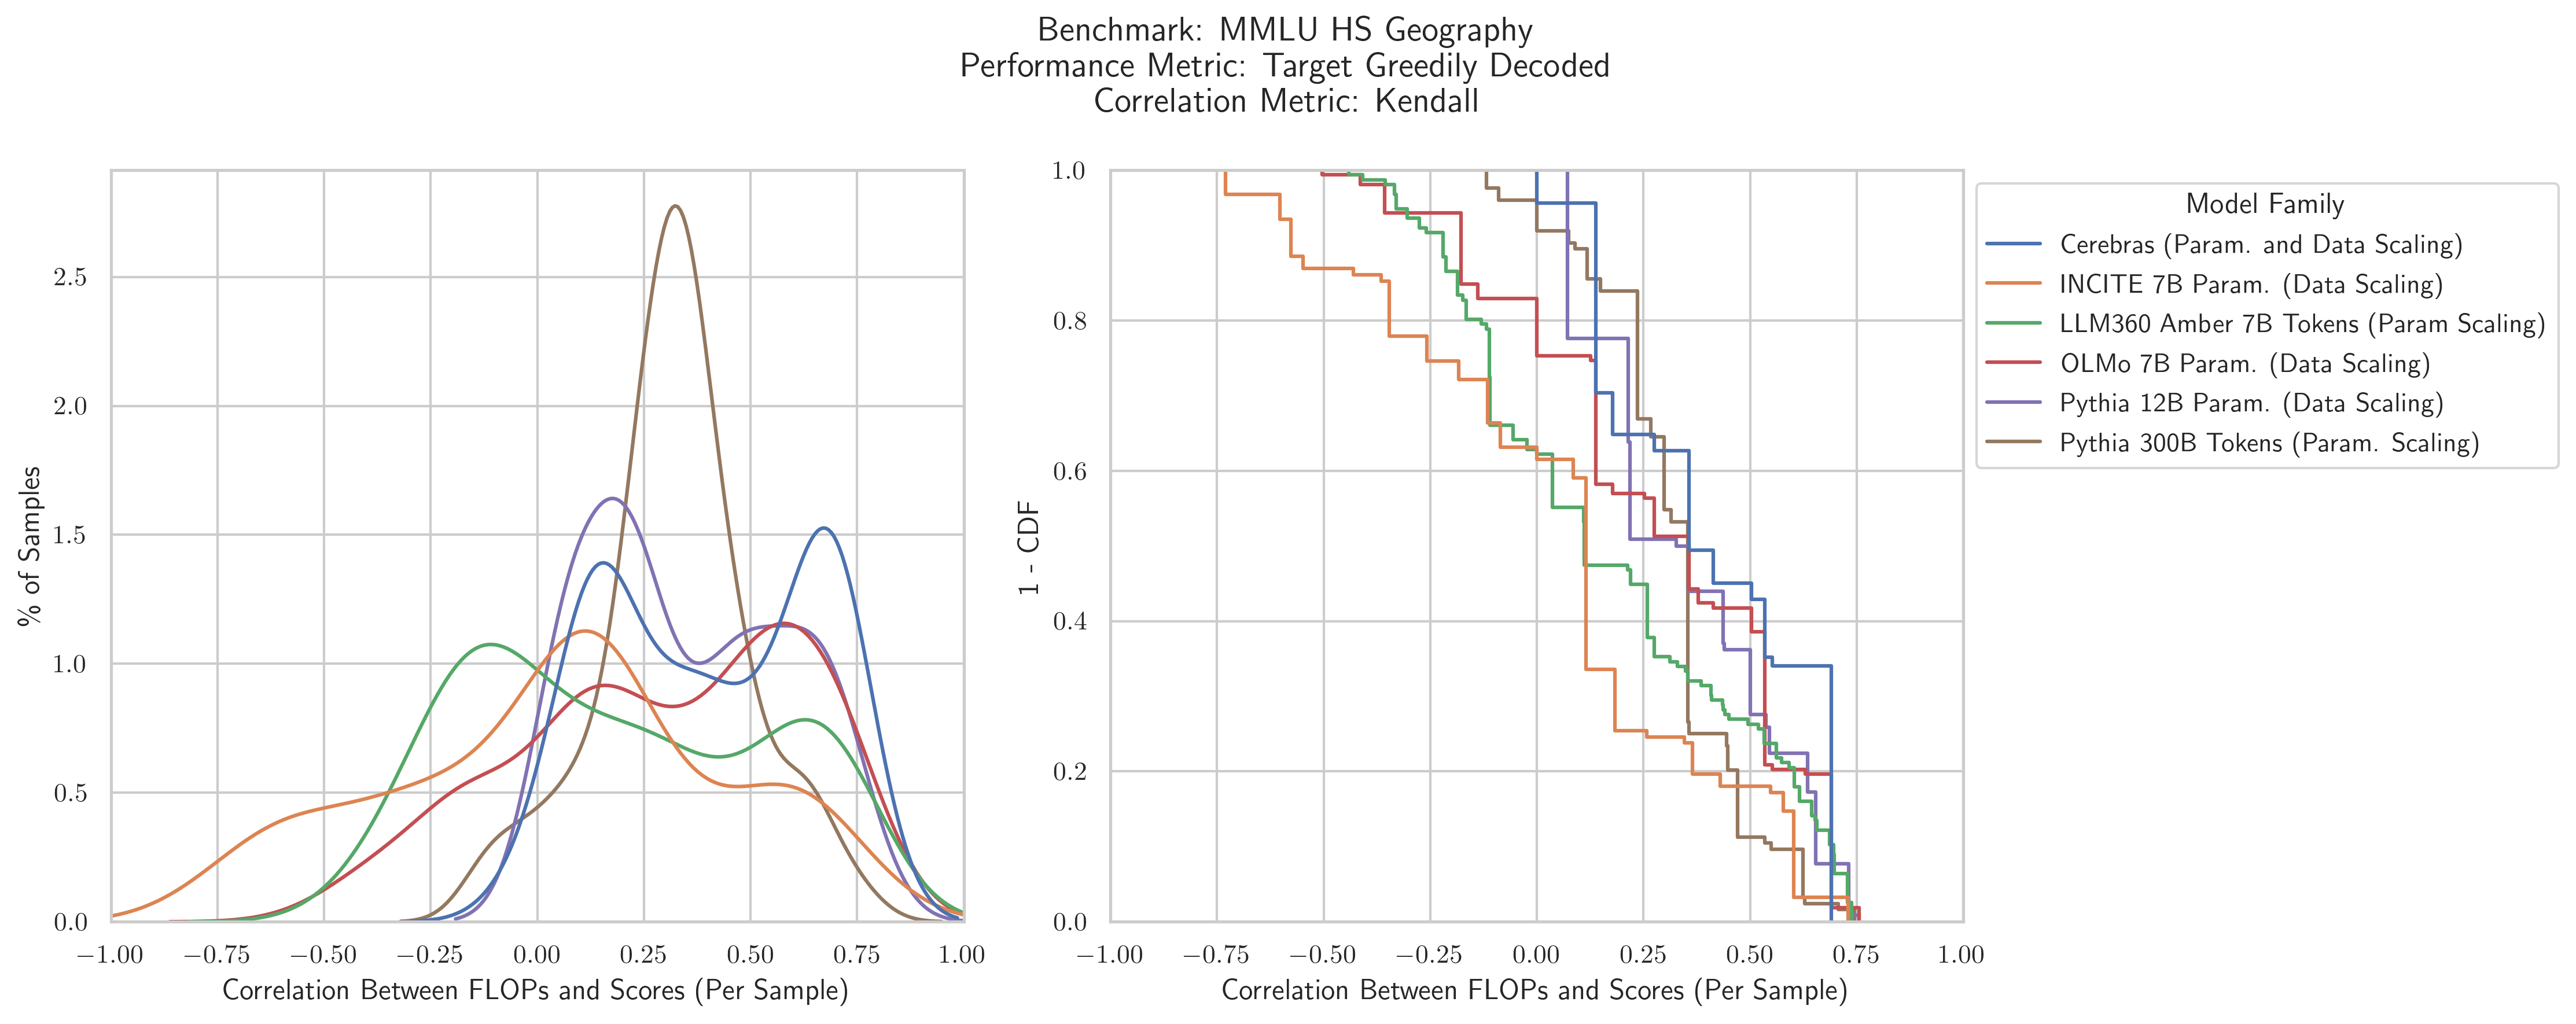 Benchmark: MMLU HS Geography
Performance Metric: Target Greedily Decoded
Correlation Metric: Kendall
% of Samples
2.5
2.0
1.5
1.0
0.5
0.0
−1.00 −0.75 −0.50 −0.25 0.00 0.25 0.50 0.75 1.00
Correlation Between FLOPs and Scores (Per Sample)
1 - CDF
1.0
0.8
0.6
0.4
0.2
0.0
−1.00 −0.75 −0.50 −0.25 0.00 0.25 0.50 0.75 1.00
Correlation Between FLOPs and Scores (Per Sample)
Model Family
Cerebras (Param. and Data Scaling)
INCITE 7B Param. (Data Scaling)
LLM360 Amber 7B Tokens (Param Scaling)
OLMo 7B Param. (Data Scaling)
Pythia 12B Param. (Data Scaling)
Pythia 300B Tokens (Param. Scaling)